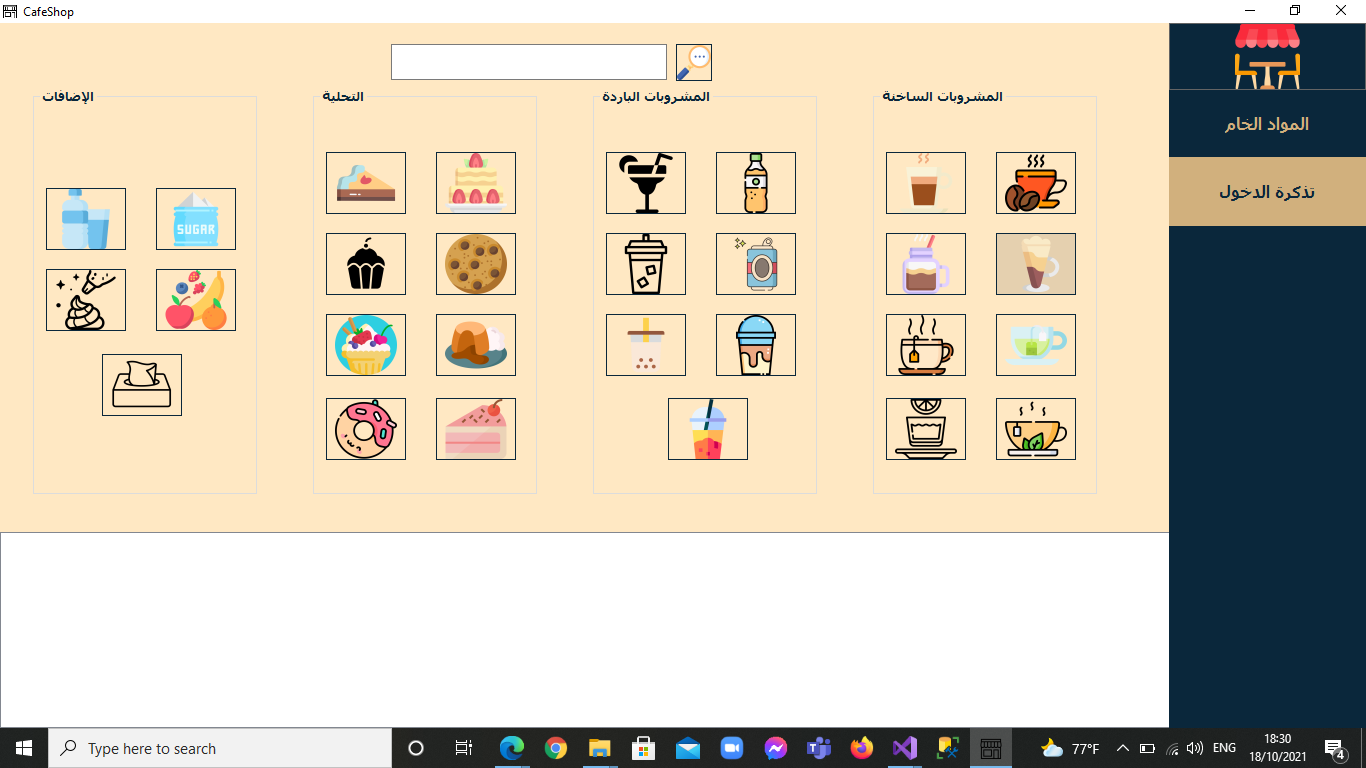 CafeShop
المواد الخام
تذكرة الدخول
المشروبات الساخنة
المشروبات الباردة
التحلية
الإضافات
SUGAR
Type here to search
77°F
ENG
18:30
18/10/2021
4